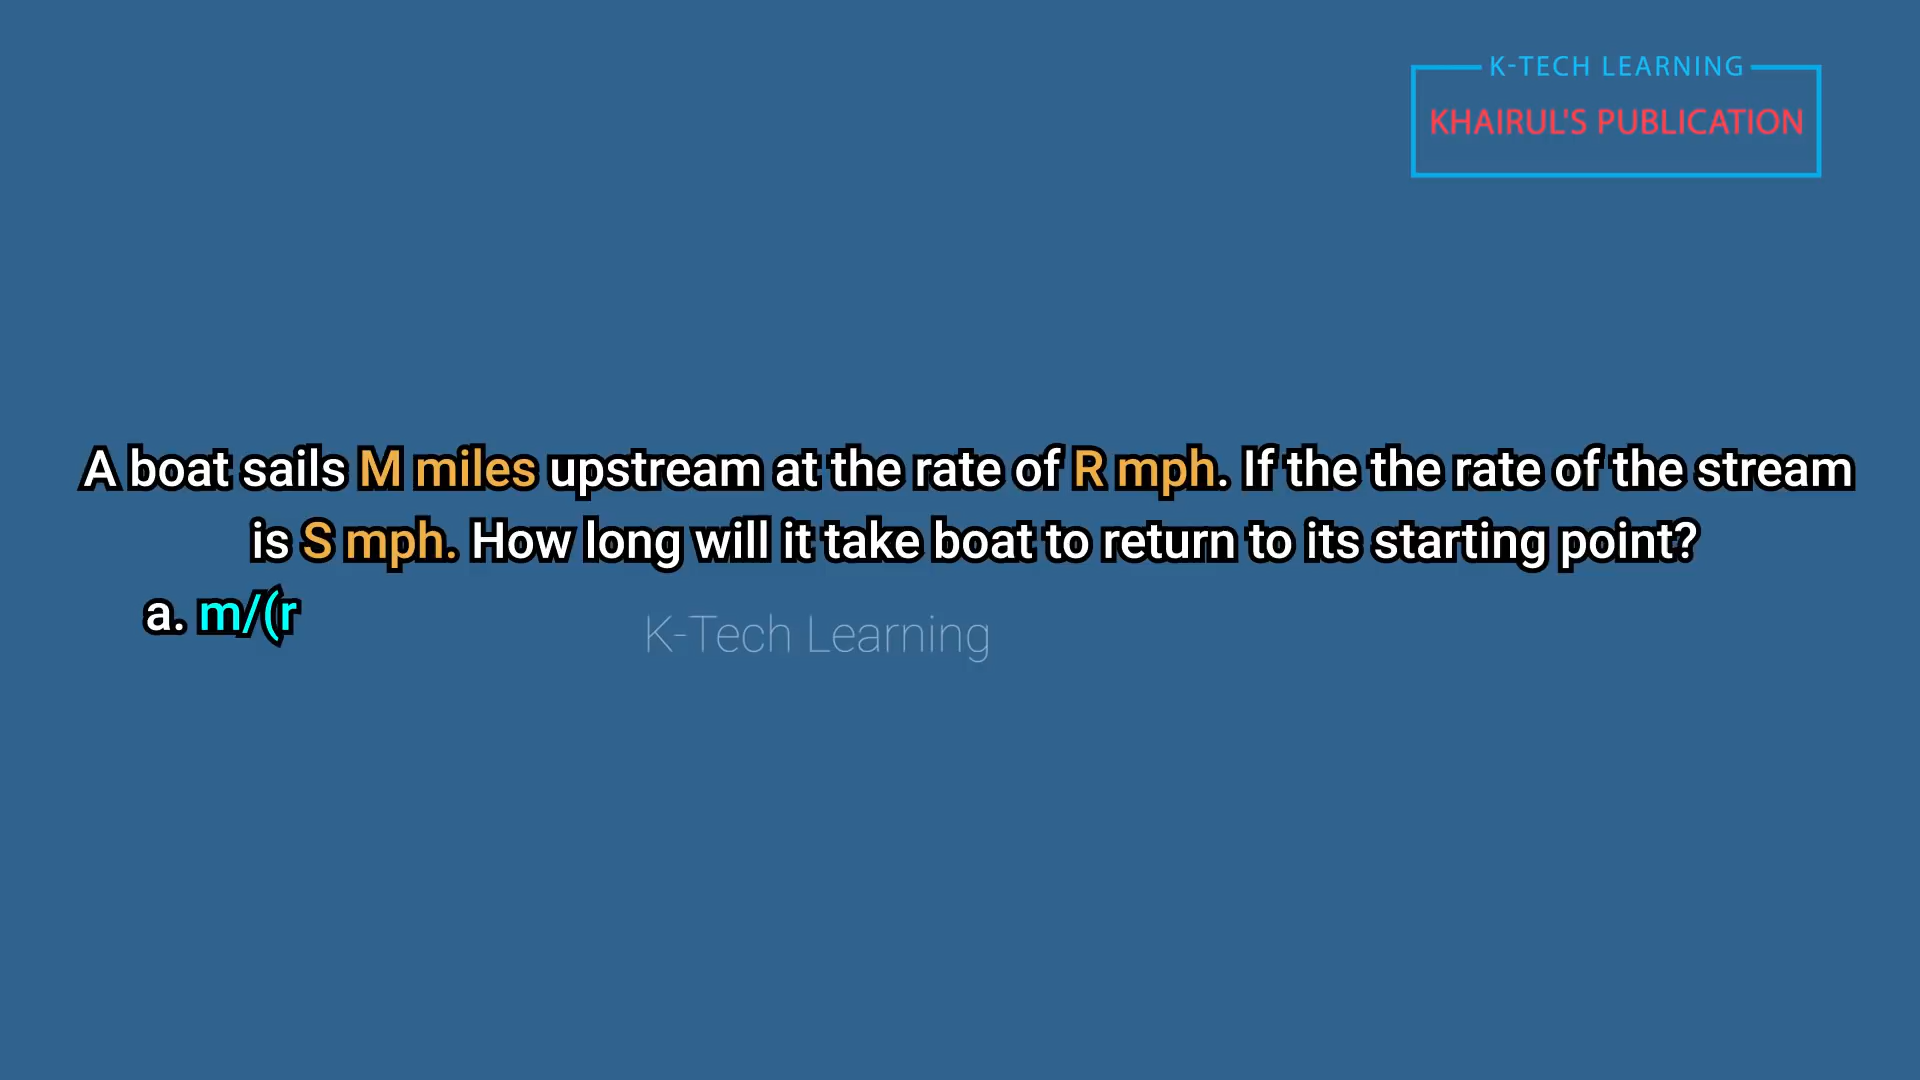 K-TECH LEARNING
KHAIRUL'S PUBLICATION
A boat sails M miles upstream at the rate of R mph. If the the rate of the stream
is S mph. How long will it take boat to return to its starting point?
a. m/(r
K-Tech Learning